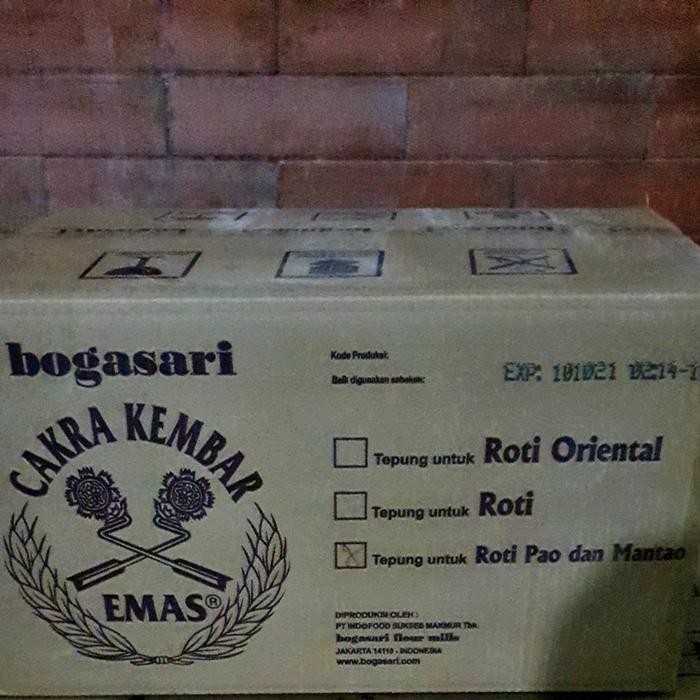 bogasari
CAKRA KEMBAR
EMAS®
Kode Produksi:
Baik digunakan sebelum:
EXP: 101021 02:14
Tepung untuk Roti Oriental
Tepung untuk Roti
Tepung untuk Roti Pao dan Mantao
DIPRODUKSI OLEH :
PT INDOFOOD SUKSES MAKMUR Tbk.
bogasari flour mills
JAKARTA 14110 - INDONESIA
www.bogasari.com